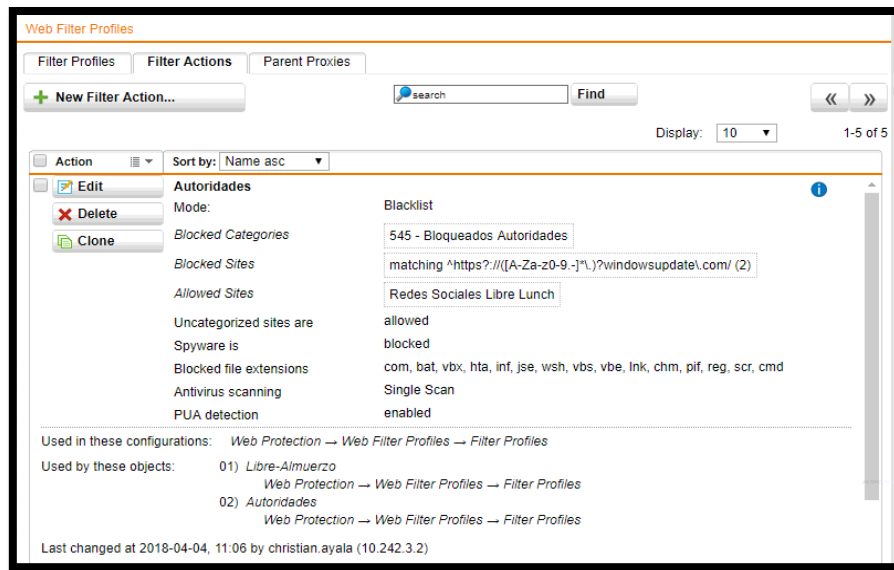 Web Filter Profiles
Filter Profiles Filter Actions Parent Proxies
New Filter Action... search Find « »
Display: 10 1-5 of 5
Action Sort by: Name asc
Edit Autoridades
Mode: Blacklist
Delete
Clone Blocked Categories 545 - Bloqueados Autoridades
Blocked Sites matching ^https?://([A-Za-z0-9.-]*\.)?windowsupdate\.com/ (2)
Allowed Sites Redes Sociales Libre Lunch
Uncategorized sites are allowed
Spyware is blocked
Blocked file extensions com, bat, vbx, hta, inf, jse, wsh, vbs, vbe, lnk, chm, pif, reg, scr, cmd
Antivirus scanning Single Scan
PUA detection enabled
Used in these configurations: Web Protection → Web Filter Profiles → Filter Profiles
Used by these objects: 01) Libre-Almuerzo
Web Protection → Web Filter Profiles → Filter Profiles
02) Autoridades
Web Protection → Web Filter Profiles → Filter Profiles
Last changed at 2018-04-04, 11:06 by christian.ayala (10.242.3.2)